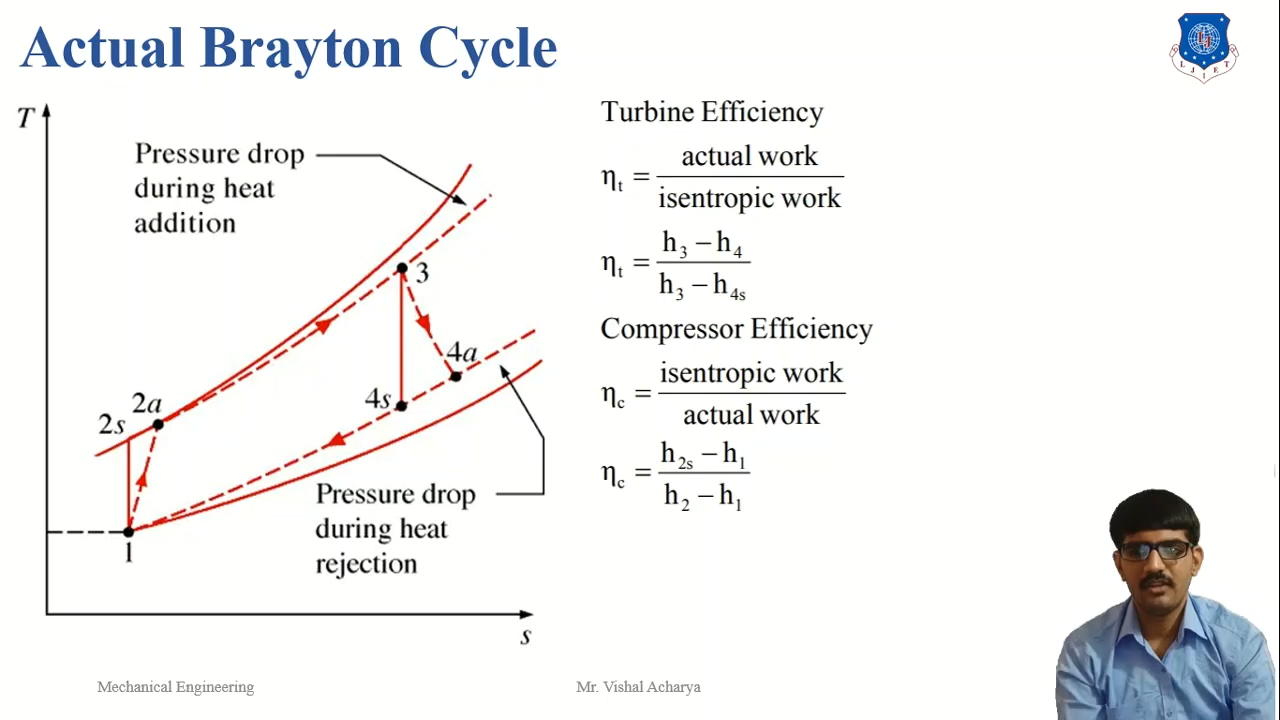 Actual Brayton Cycle
L J I E T
T
Pressure drop
during heat
addition
3
4a
2a
4s
2s
Pressure drop
during heat
rejection
1
s
Turbine Efficiency
ηt = actual work
isentropic work
ηt = h3 − h4
h3 − h4s
Compressor Efficiency
ηc = isentropic work
actual work
ηc = h2s − h1
h2 − h1
Mechanical Engineering
Mr. Vishal Acharya